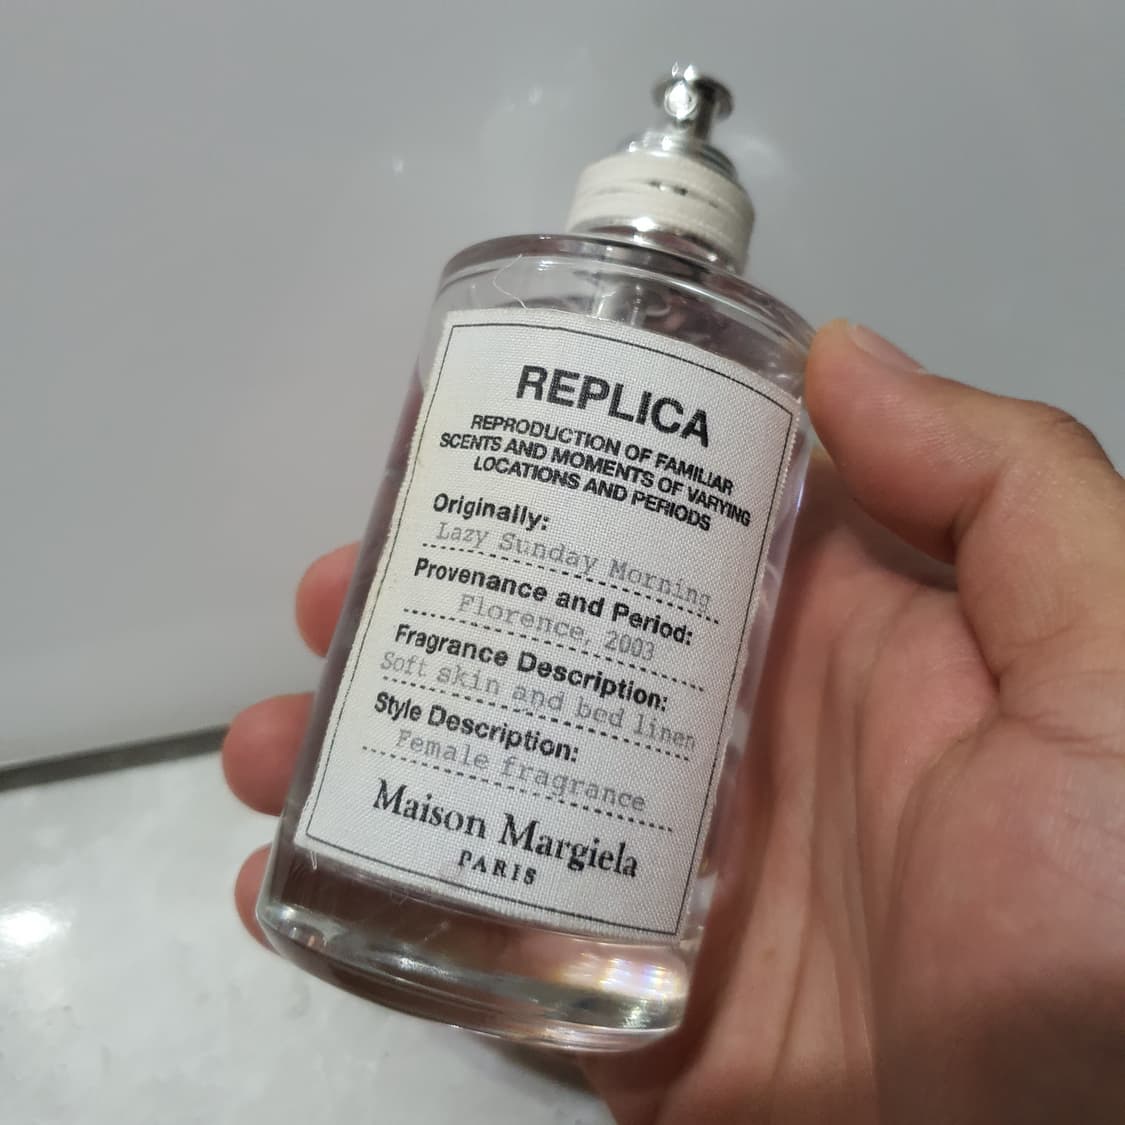 REPLICA
REPRODUCTION OF FAMILIAR
SCENTS AND MOMENTS OF VARYING
LOCATIONS AND PERIODS
Originally:
Lazy Sunday Morning
Provenance and Period:
Florence, 2003
Fragrance Description:
Soft skin and bed linen
Style Description:
Female fragrance
Maison Margiela
PARIS